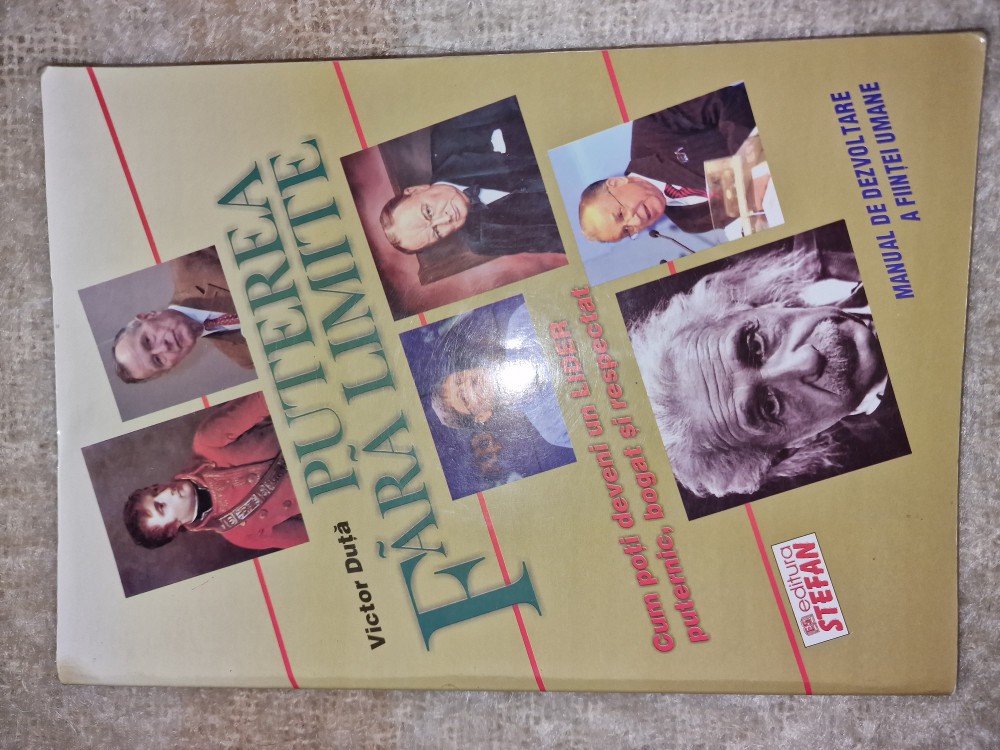 Victor Duță
PUTEREA
FĂRĂ LIMITE
Cum poți deveni un LIDER
puternic, bogat și respectat
MANUAL DE DEZVOLTARE
A FIINȚEI UMANE
editura
ȘTEFAN